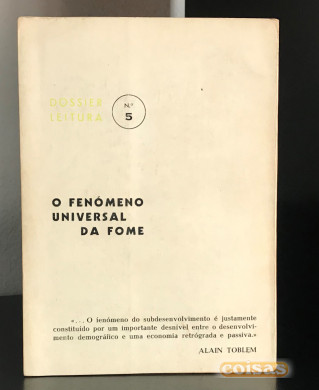 DOSSIER
LEITURA
N.º
5
O FENÓMENO
UNIVERSAL
DA FOME
«. . . O fenómeno do subdesenvolvimento é justamente
constituído por um importante desnível entre o desenvolvi-
mento demográfico e uma economia retrógrada e passiva.»
ALAIN TOBLEM
coisas